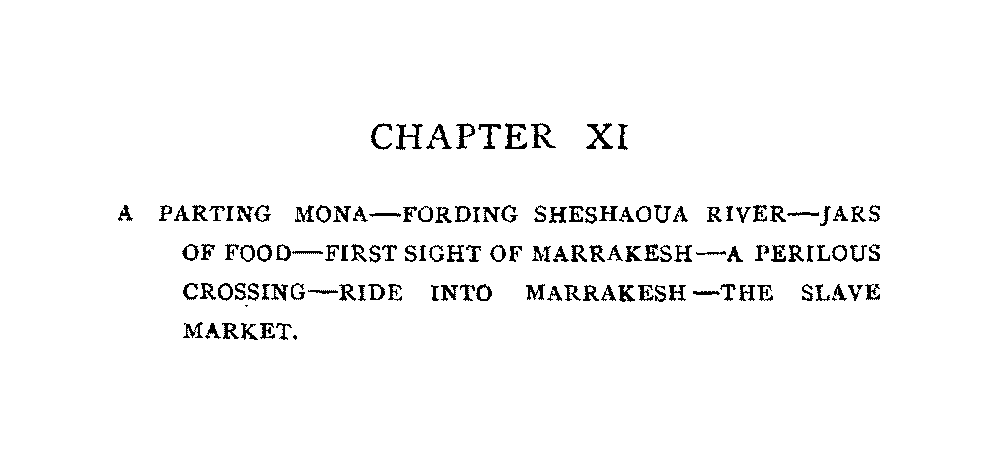 CHAPTER XI
A PARTING MONA—FORDING SHESHAOUA RIVER—JARS
OF FOOD—FIRST SIGHT OF MARRAKESH—A PERILOUS
CROSSING—RIDE INTO MARRAKESH—THE SLAVE
MARKET.